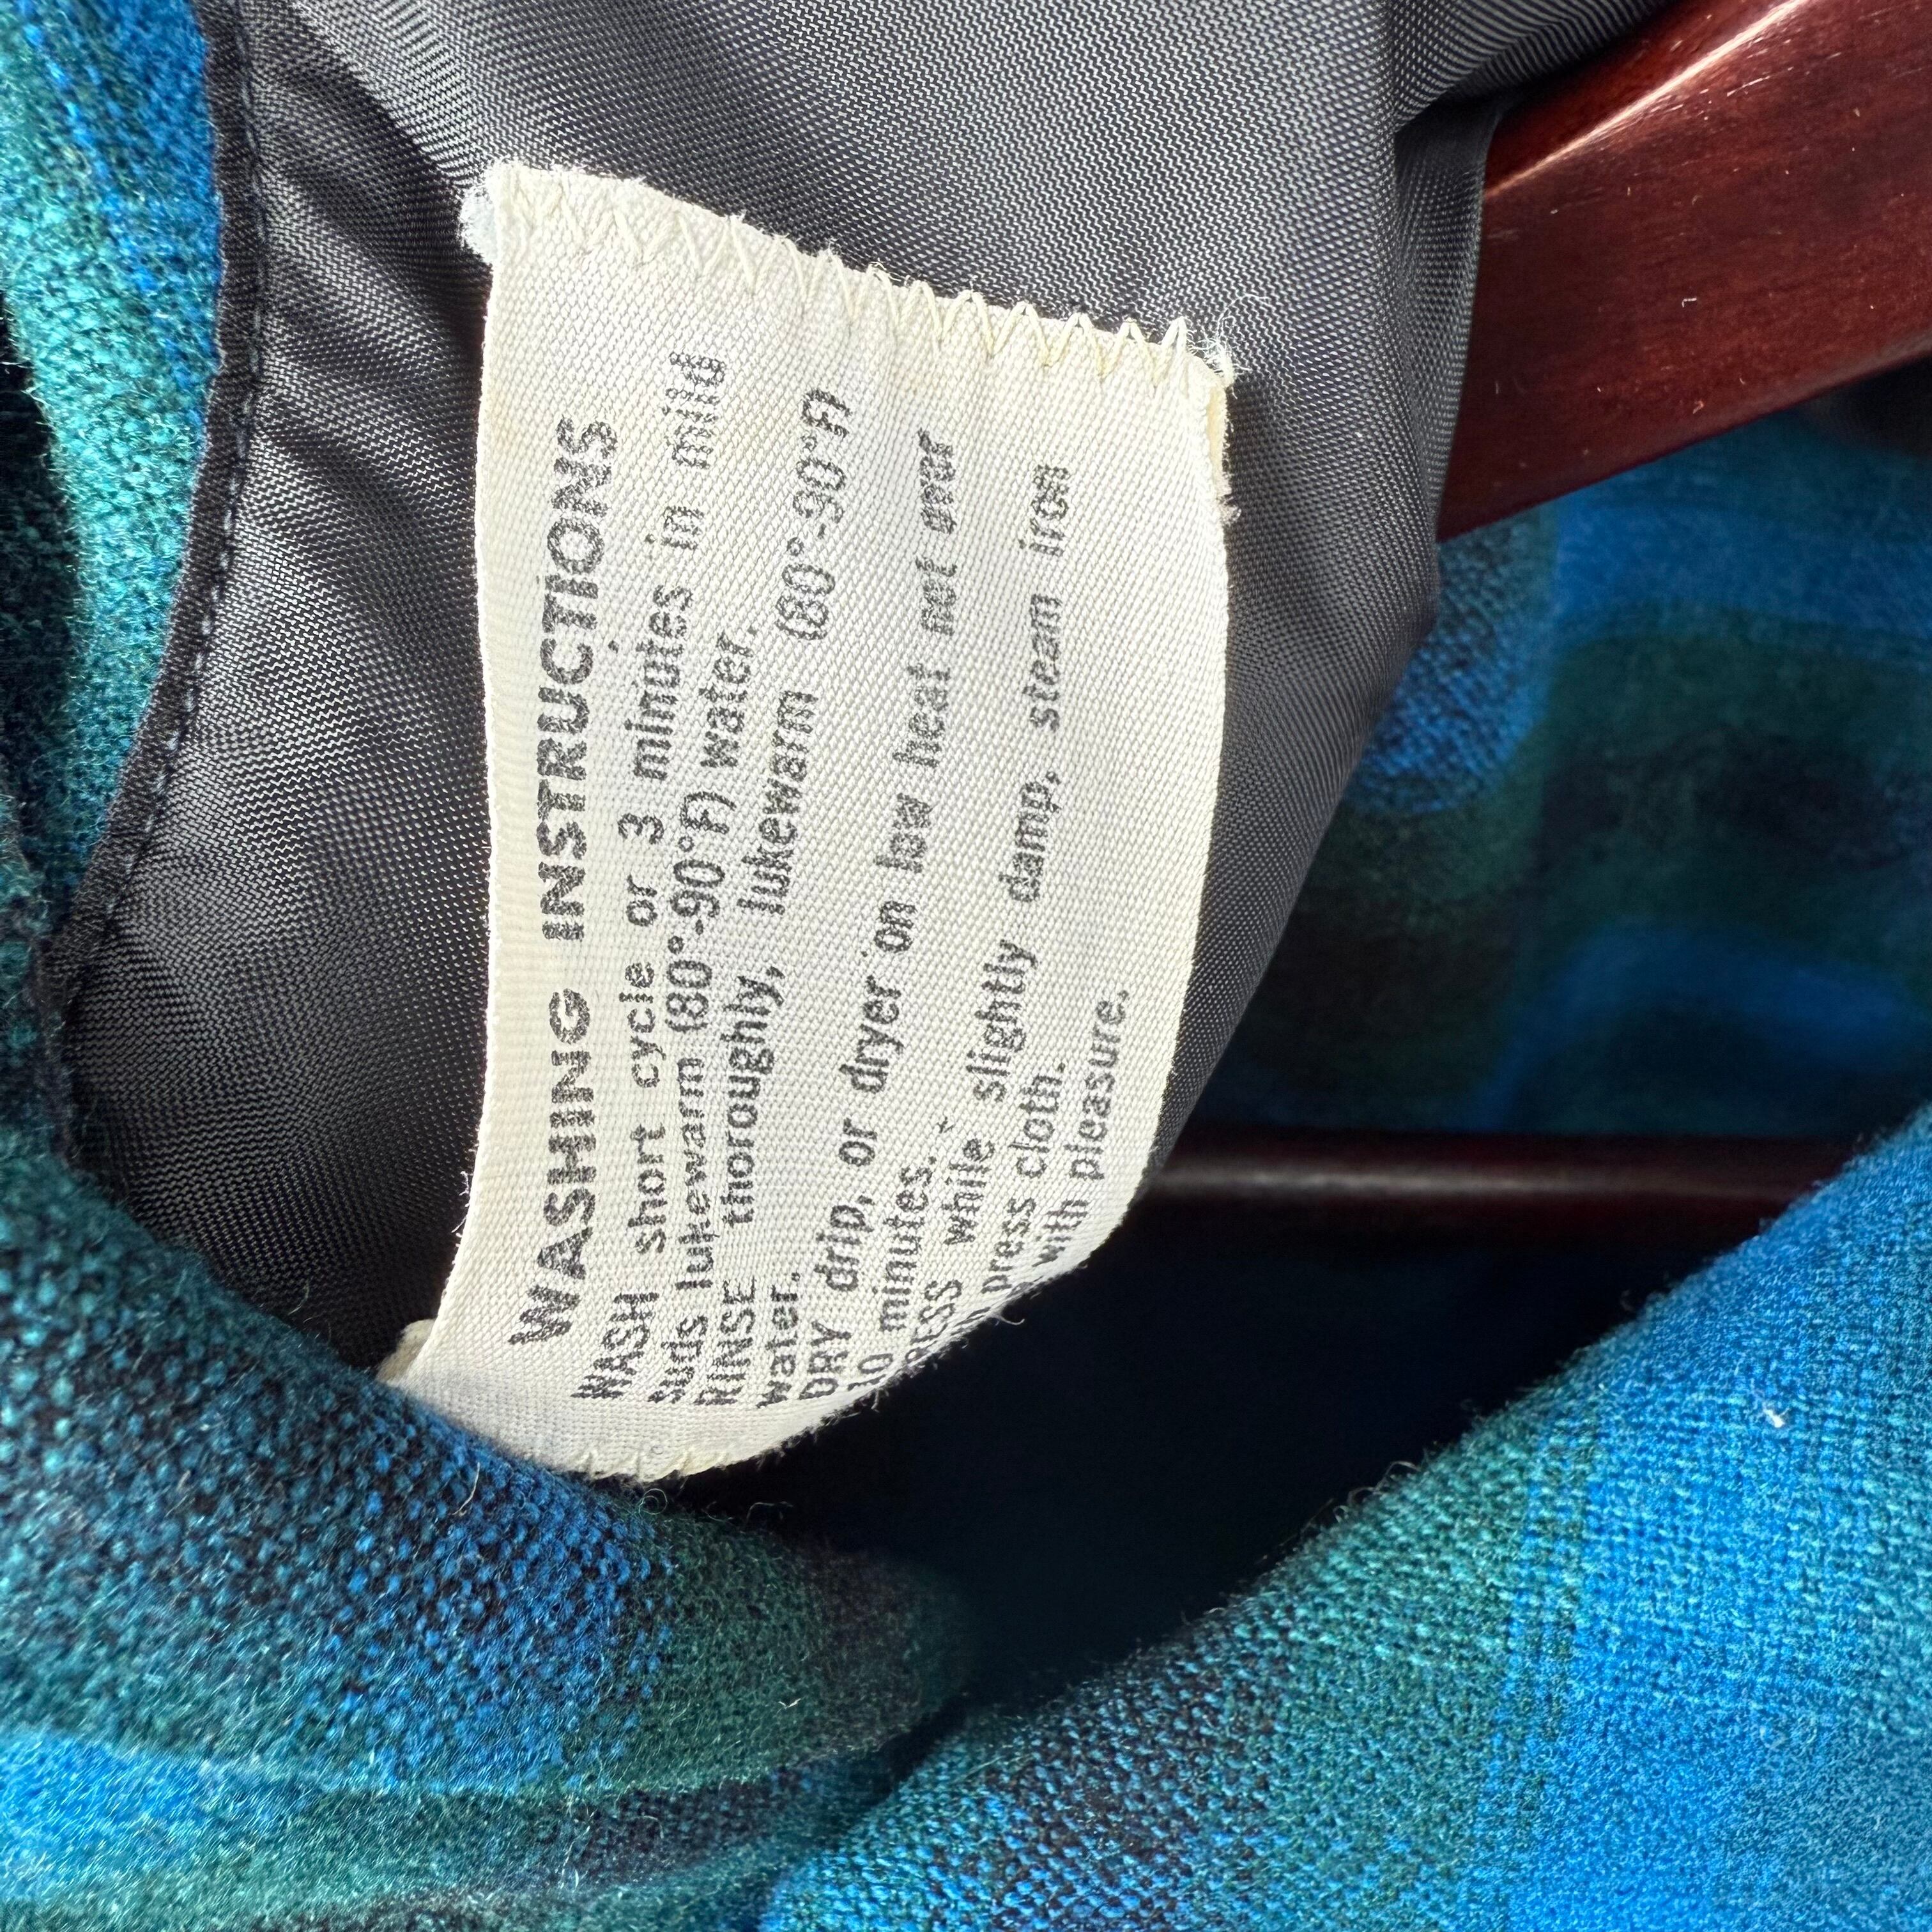 WASHING INSTRUCTIONS
WASH short cycle or 3 minutes in mild
suds lukewarm (80°-90°F) water.
RINSE thoroughly, lukewarm (80°-90°F)
water.
DRY drip, or dryer on low heat not over
10 minutes.
PRESS while slightly damp, steam iron
press cloth.
with pleasure.